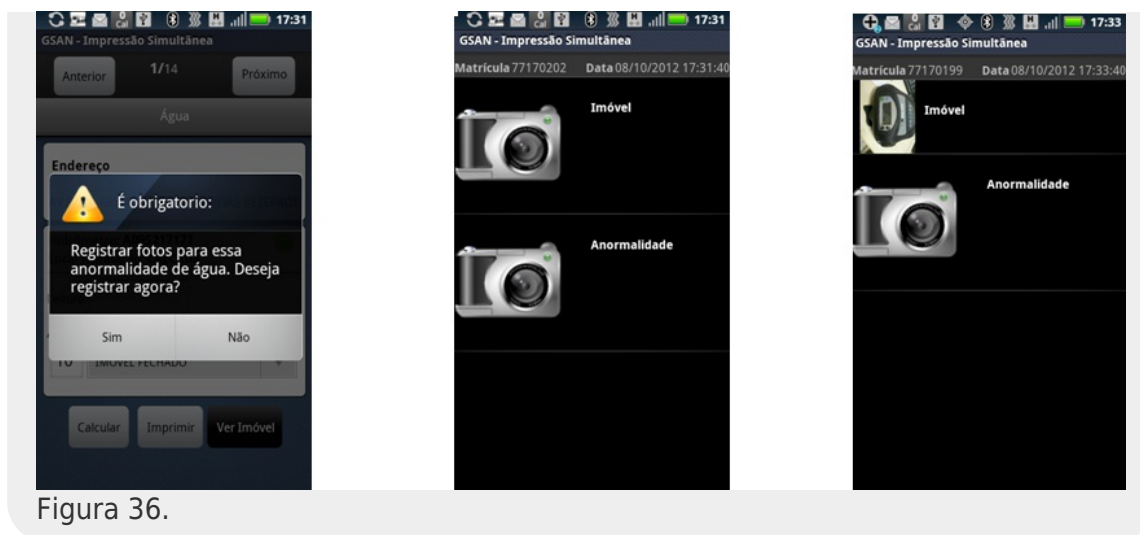 17:31
GSAN - Impressão Simultânea
Anterior
1/14
Próximo
Água
Endereço
É obrigatorio:
Registrar fotos para essa
anormalidade de água. Deseja
registrar agora?
Sim
Não
10
IMOVEL FECHADO
Calcular
Imprimir
Ver Imóvel
17:31
GSAN - Impressão Simultânea
Matrícula 77170202 Data 08/10/2012 17:31:40
Imóvel
Anormalidade
17:33
GSAN - Impressão Simultânea
Matrícula 77170199 Data 08/10/2012 17:33:40
Imóvel
Anormalidade
Figura 36.